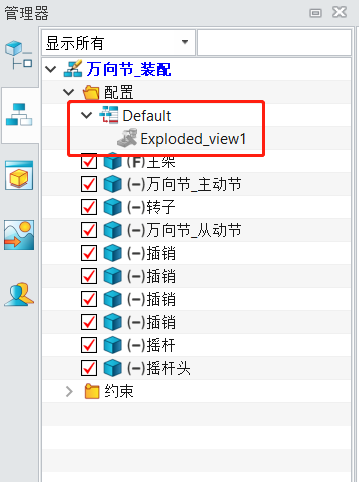 管理器
显示所有
万向节_装配
配置
Default
Exploded_view1
(F)主架
(-)万向节_主动节
(-)转子
(-)万向节_从动节
(-)插销
(-)插销
(-)插销
(-)插销
(-)摇杆
(-)摇杆头
约束